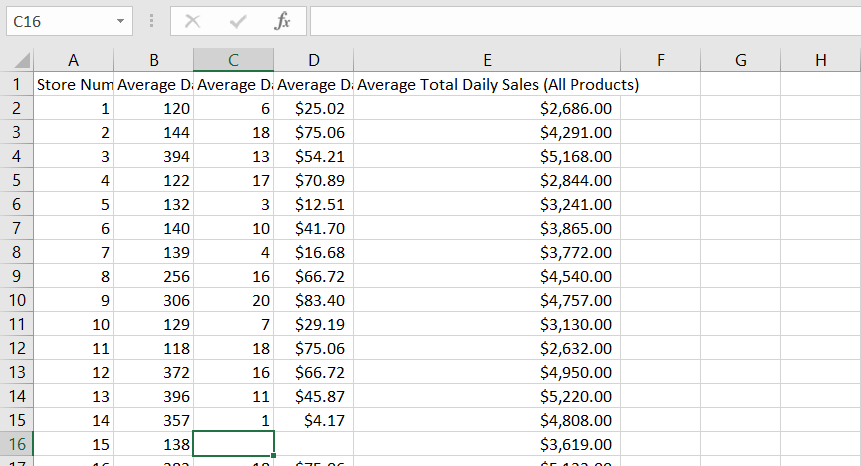 C16 fx
A B C D E F G H
1 Store Num Average Da Average Da Average Da Average Total Daily Sales (All Products)
2 1 120 6 $25.02 $2,686.00
3 2 144 18 $75.06 $4,291.00
4 3 394 13 $54.21 $5,168.00
5 4 122 17 $70.89 $2,844.00
6 5 132 3 $12.51 $3,241.00
7 6 140 10 $41.70 $3,865.00
8 7 139 4 $16.68 $3,772.00
9 8 256 16 $66.72 $4,540.00
10 9 306 20 $83.40 $4,757.00
11 10 129 7 $29.19 $3,130.00
12 11 118 18 $75.06 $2,632.00
13 12 372 16 $66.72 $4,950.00
14 13 396 11 $45.87 $5,220.00
15 14 357 1 $4.17 $4,808.00
16 15 138 $3,619.00